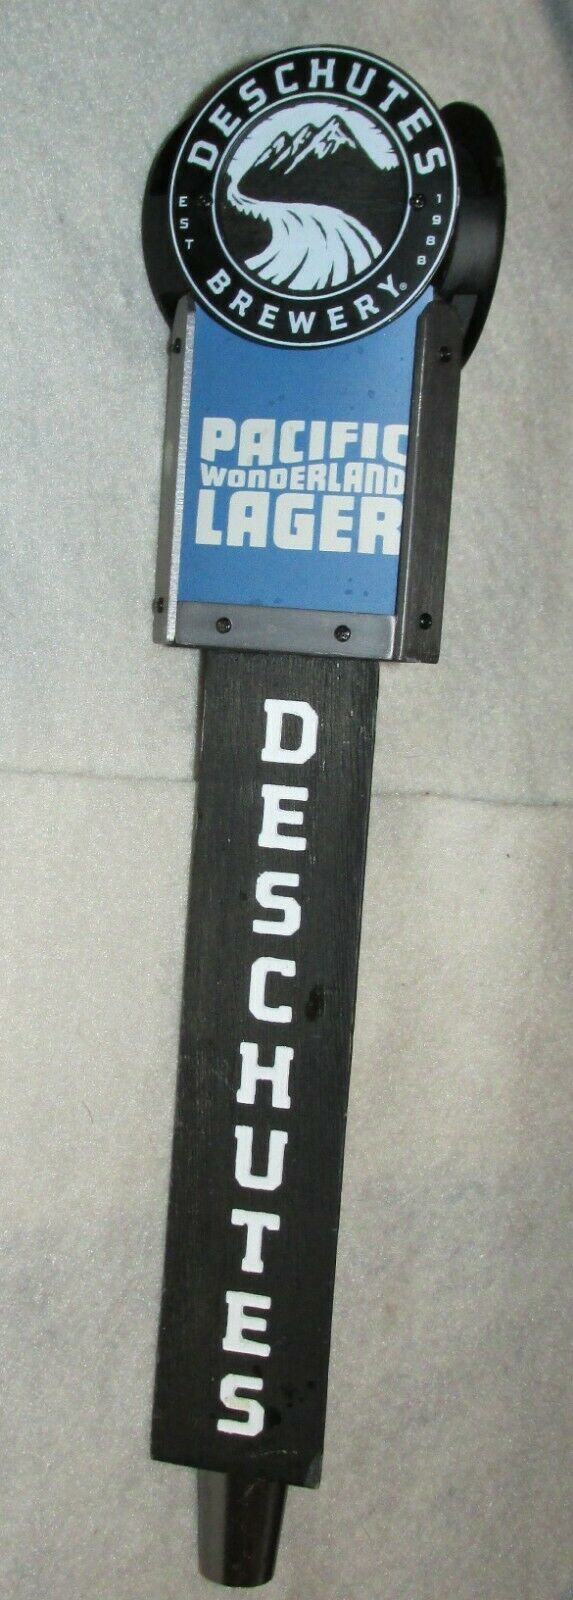 DESCHUTES
EST 1988
BREWERY®
PACIFIC
WONDERLAND
LAGER
DESCHUTES